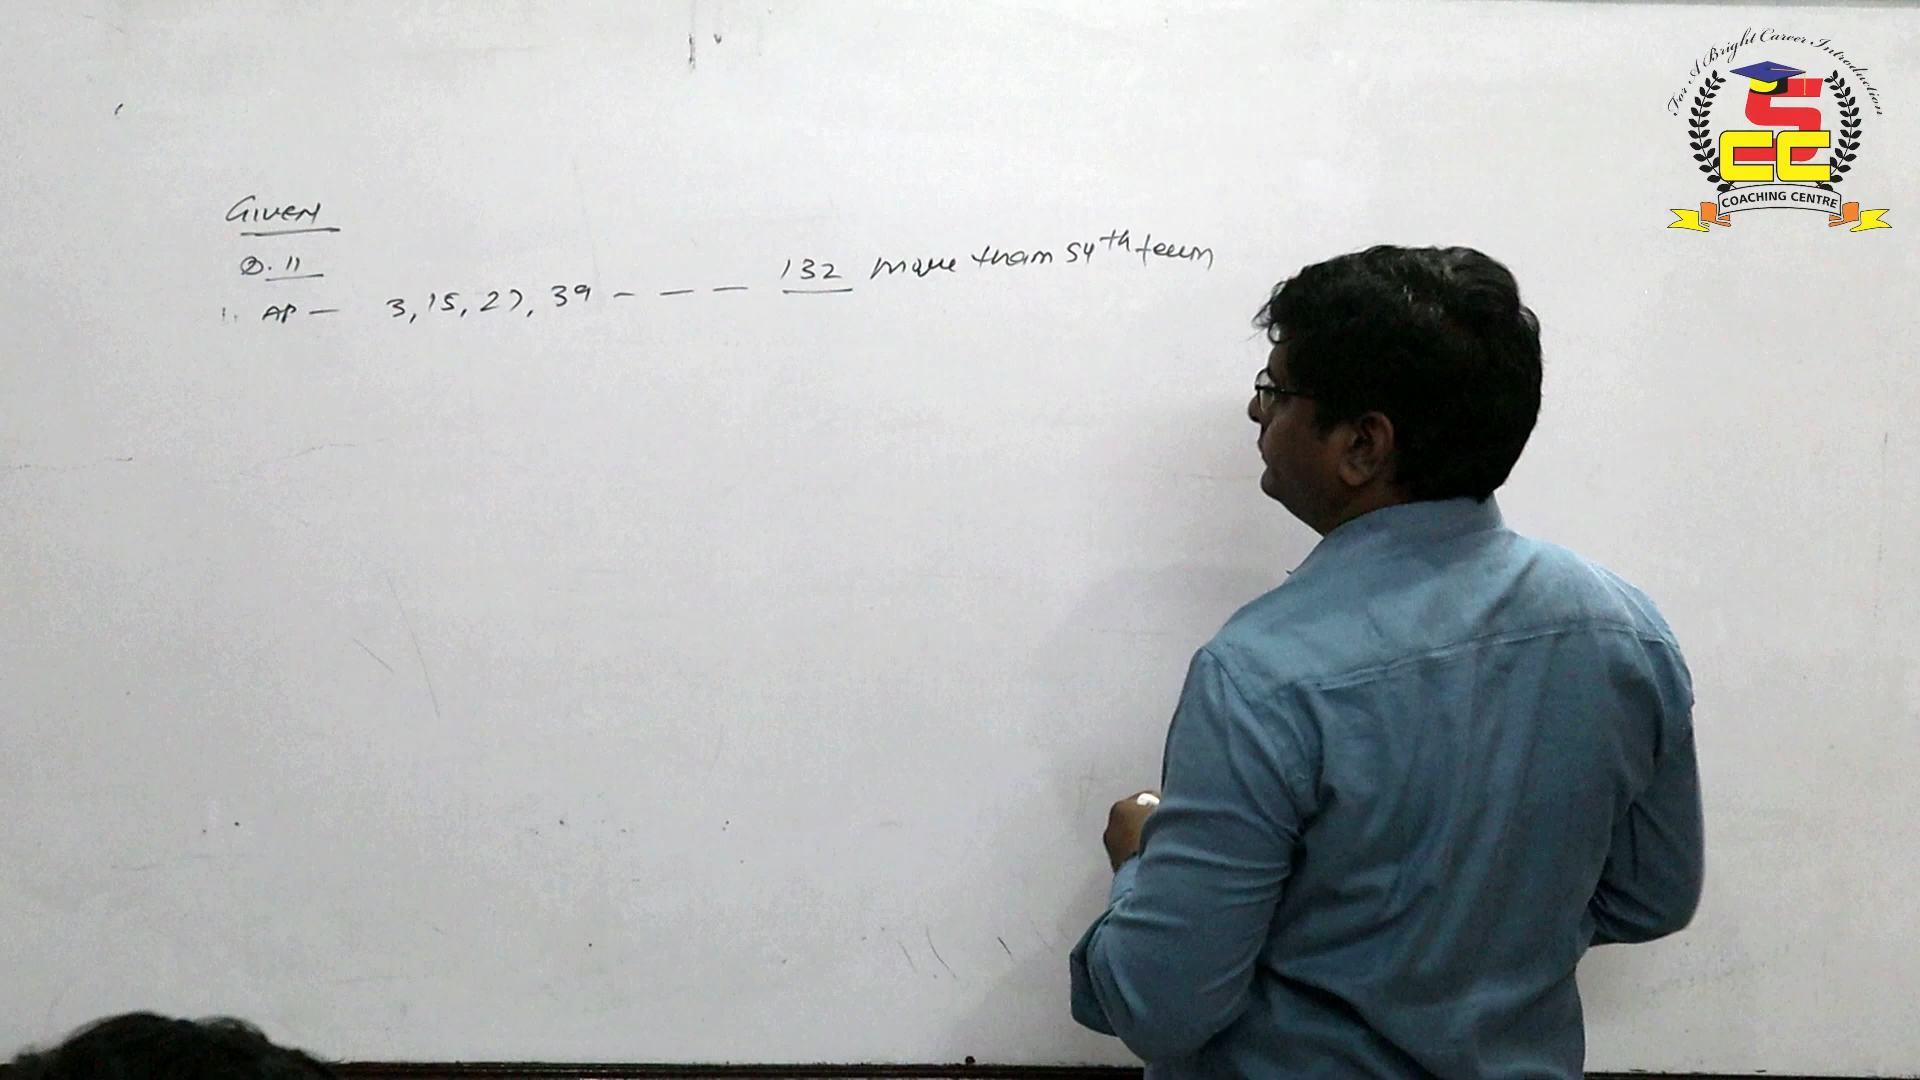 Given
Q. 11
1. AP — 3, 15, 27, 39 - - - 132 more than 54th term
For A Bright Career Introduction
SCC
COACHING CENTRE